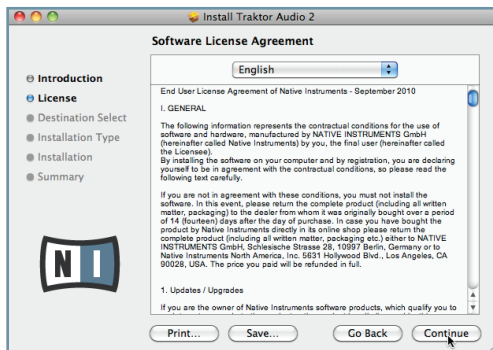 Install Traktor Audio 2
Software License Agreement
Introduction
License
Destination Select
Installation Type
Installation
Summary
NI
English
End User License Agreement of Native Instruments - September 2010
I. GENERAL
The following information represents the contractual conditions for the use of
software and hardware, manufactured by NATIVE INSTRUMENTS GmbH
(hereinafter called Native Instruments) by you, the final user (hereinafter called
the Licensee).
By installing the software on your computer and by registration, you are declaring
yourself to be in agreement with the contractual conditions, so please read the
following text carefully.
If you are not in agreement with these conditions, you must not install the
software. In this event, please return the complete product (including all written
matter, packaging) to the dealer from whom it was originally bought over a period
of 14 (fourteen) days after the day of purchase. In case you have bought the
product by Native Instruments directly in its online shop please return the
complete product (including all written matter, packaging etc.) either to NATIVE
INSTRUMENTS GmbH, Schlesische Strasse 28, 10997 Berlin, Germany or to
Native Instruments North America, Inc. 5631 Hollywood Blvd., Los Angeles, CA
90028, USA. The price you paid will be refunded in full.
1. Updates / Upgrades
If you are the owner of Native Instruments software products, which qualify you to
Print...
Save...
Go Back
Continue